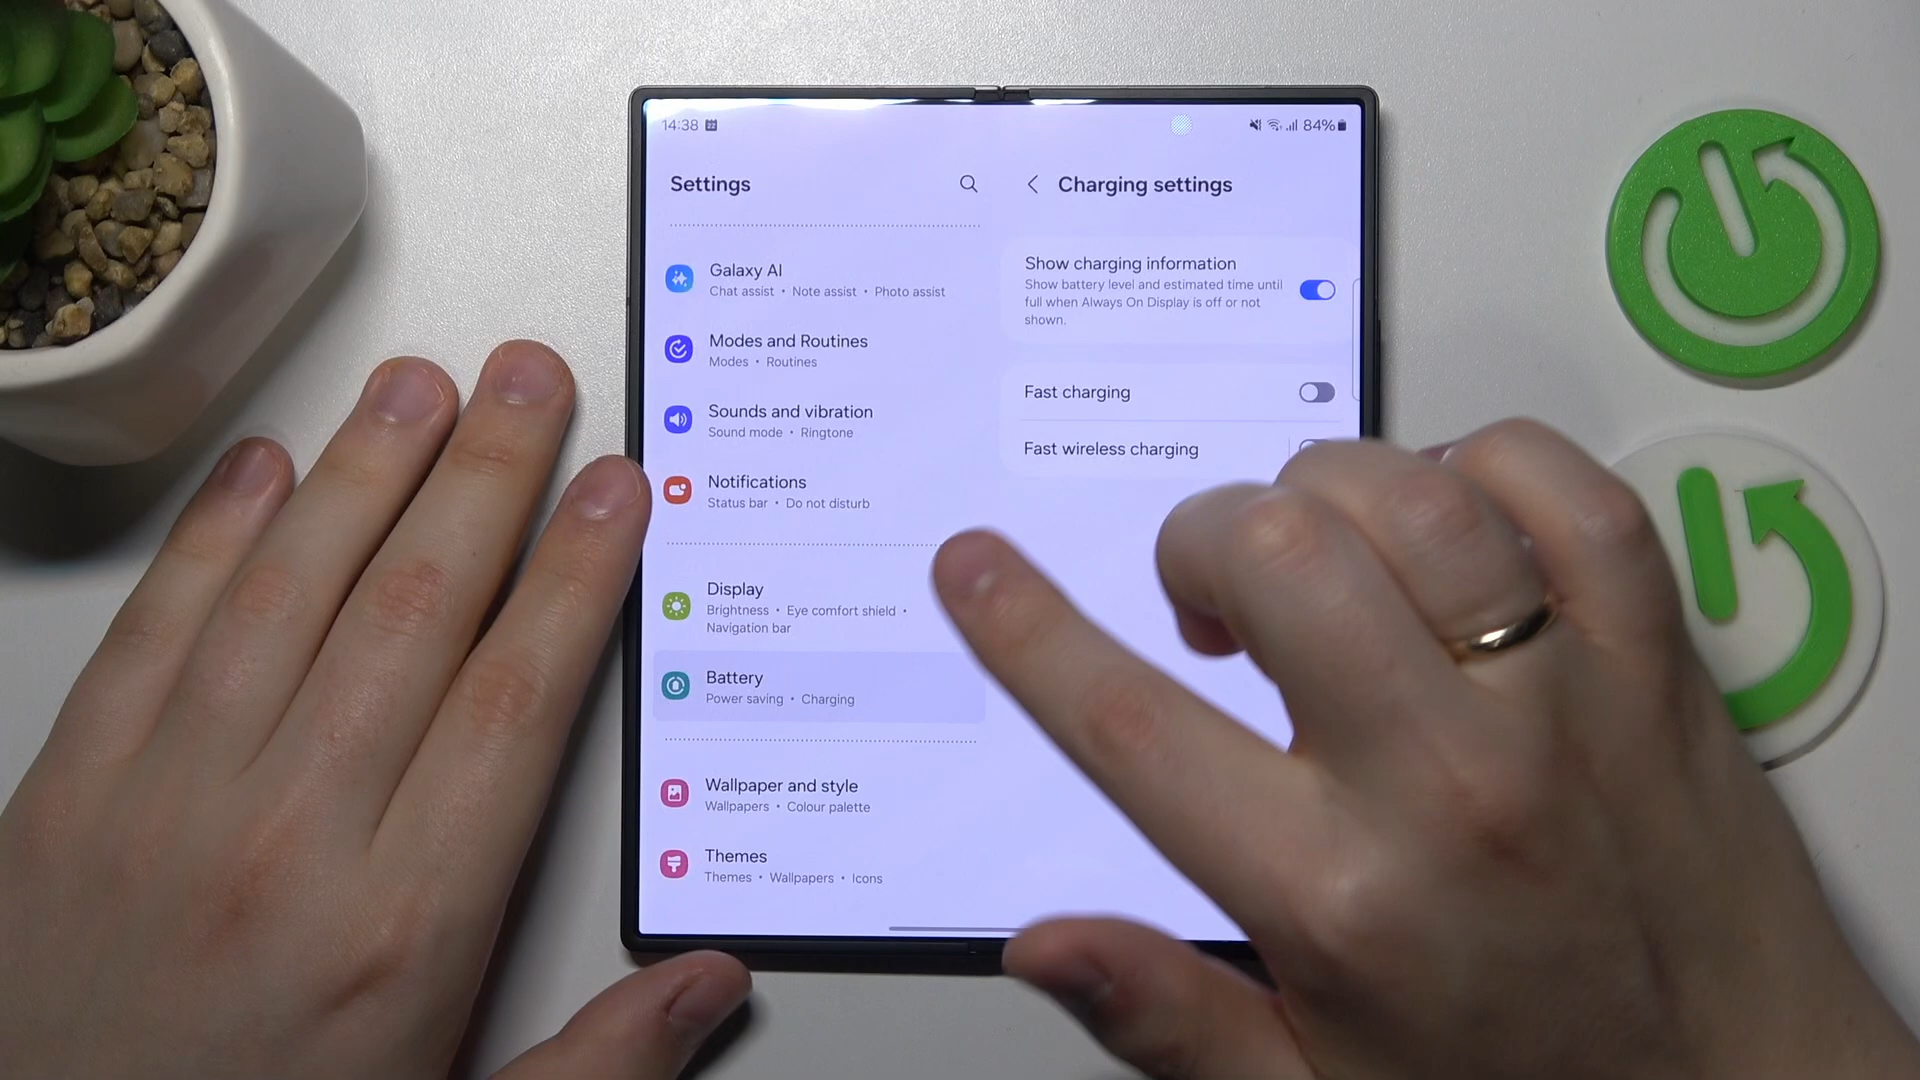 14:38
84%
Settings
Galaxy AI
Chat assist • Note assist • Photo assist
Modes and Routines
Modes • Routines
Sounds and vibration
Sound mode • Ringtone
Notifications
Status bar • Do not disturb
Display
Brightness • Eye comfort shield •
Navigation bar
Battery
Power saving • Charging
Wallpaper and style
Wallpapers • Colour palette
Themes
Themes • Wallpapers • Icons
Charging settings
Show charging information
Show battery level and estimated time until
full when Always On Display is off or not
shown.
Fast charging
Fast wireless charging